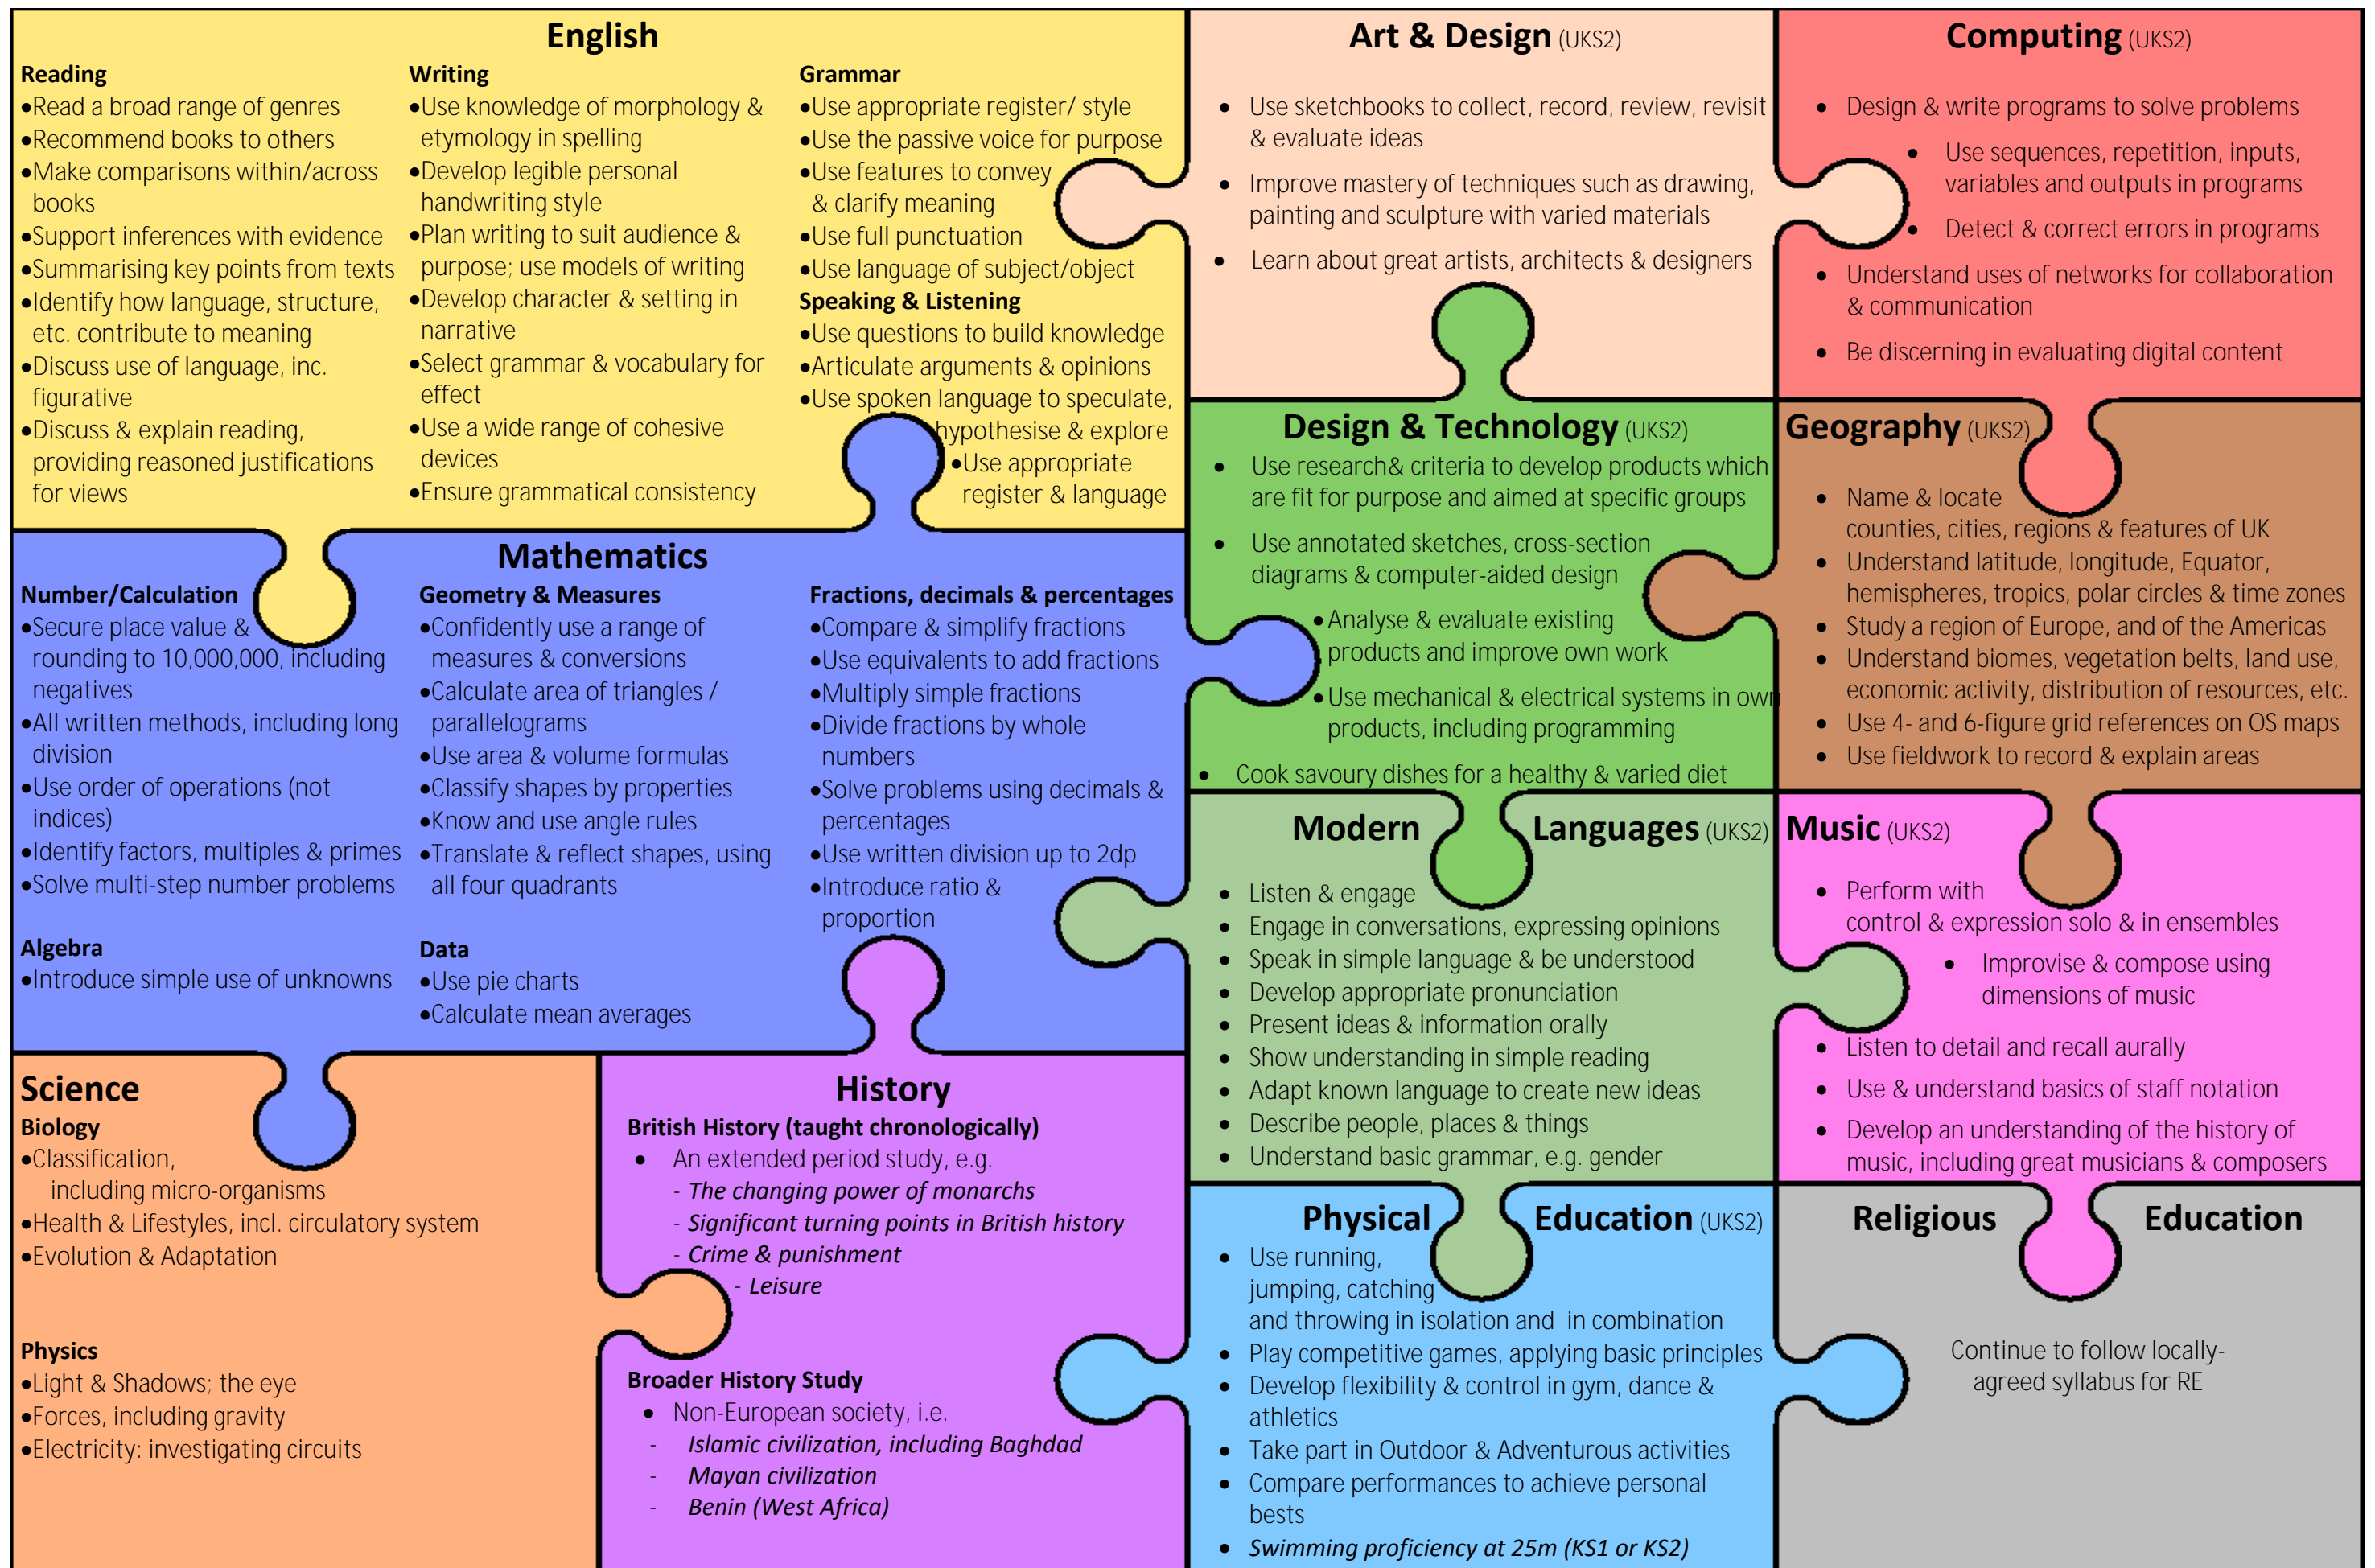 English
Reading
•Read a broad range of genres
•Recommend books to others
•Make comparisons within/across
books
•Support inferences with evidence
•Summarising key points from texts
•Identify how language, structure,
etc. contribute to meaning
•Discuss use of language, inc.
figurative
•Discuss & explain reading,
providing reasoned justifications
for views
Writing
•Use knowledge of morphology &
etymology in spelling
•Develop legible personal
handwriting style
•Plan writing to suit audience &
purpose; use models of writing
•Develop character & setting in
narrative
•Select grammar & vocabulary for
effect
•Use a wide range of cohesive
devices
•Ensure grammatical consistency
Grammar
•Use appropriate register/ style
•Use the passive voice for purpose
•Use features to convey
& clarify meaning
•Use full punctuation
•Use language of subject/object
Speaking & Listening
•Use questions to build knowledge
•Articulate arguments & opinions
•Use spoken language to speculate,
hypothesise & explore
•Use appropriate
register & language
Art & Design (UKS2)
• Use sketchbooks to collect, record, review, revisit
& evaluate ideas
• Improve mastery of techniques such as drawing,
painting and sculpture with varied materials
• Learn about great artists, architects & designers
Computing (UKS2)
• Design & write programs to solve problems
• Use sequences, repetition, inputs,
variables and outputs in programs
• Detect & correct errors in programs
• Understand uses of networks for collaboration
& communication
• Be discerning in evaluating digital content
Mathematics
Number/Calculation
•Secure place value &
rounding to 10,000,000, including
negatives
•All written methods, including long
division
•Use order of operations (not
indices)
•Identify factors, multiples & primes
•Solve multi-step number problems
Algebra
•Introduce simple use of unknowns
Geometry & Measures
•Confidently use a range of
measures & conversions
•Calculate area of triangles /
parallelograms
•Use area & volume formulas
•Classify shapes by properties
•Know and use angle rules
•Translate & reflect shapes, using
all four quadrants
Data
•Use pie charts
•Calculate mean averages
Fractions, decimals & percentages
•Compare & simplify fractions
•Use equivalents to add fractions
•Multiply simple fractions
•Divide fractions by whole
numbers
•Solve problems using decimals &
percentages
•Use written division up to 2dp
•Introduce ratio &
proportion
Design & Technology (UKS2)
• Use research& criteria to develop products which
are fit for purpose and aimed at specific groups
• Use annotated sketches, cross-section
diagrams & computer-aided design
• Analyse & evaluate existing
products and improve own work
• Use mechanical & electrical systems in own
products, including programming
• Cook savoury dishes for a healthy & varied diet
Geography (UKS2)
• Name & locate
counties, cities, regions & features of UK
• Understand latitude, longitude, Equator,
hemispheres, tropics, polar circles & time zones
• Study a region of Europe, and of the Americas
• Understand biomes, vegetation belts, land use,
economic activity, distribution of resources, etc.
• Use 4- and 6-figure grid references on OS maps
• Use fieldwork to record & explain areas
Modern Languages (UKS2)
• Listen & engage
• Engage in conversations, expressing opinions
• Speak in simple language & be understood
• Develop appropriate pronunciation
• Present ideas & information orally
• Show understanding in simple reading
• Adapt known language to create new ideas
• Describe people, places & things
• Understand basic grammar, e.g. gender
Music (UKS2)
• Perform with
control & expression solo & in ensembles
• Improvise & compose using
dimensions of music
• Listen to detail and recall aurally
• Use & understand basics of staff notation
• Develop an understanding of the history of
music, including great musicians & composers
Science
Biology
•Classification,
including micro-organisms
•Health & Lifestyles, incl. circulatory system
•Evolution & Adaptation
Physics
•Light & Shadows; the eye
•Forces, including gravity
•Electricity: investigating circuits
History
British History (taught chronologically)
• An extended period study, e.g.
- The changing power of monarchs
- Significant turning points in British history
- Crime & punishment
- Leisure
Broader History Study
• Non-European society, i.e.
- Islamic civilization, including Baghdad
- Mayan civilization
- Benin (West Africa)
Physical Education (UKS2)
• Use running,
jumping, catching
and throwing in isolation and in combination
• Play competitive games, applying basic principles
• Develop flexibility & control in gym, dance &
athletics
• Take part in Outdoor & Adventurous activities
• Compare performances to achieve personal
bests
• Swimming proficiency at 25m (KS1 or KS2)
Religious Education
Continue to follow locally-
agreed syllabus for RE